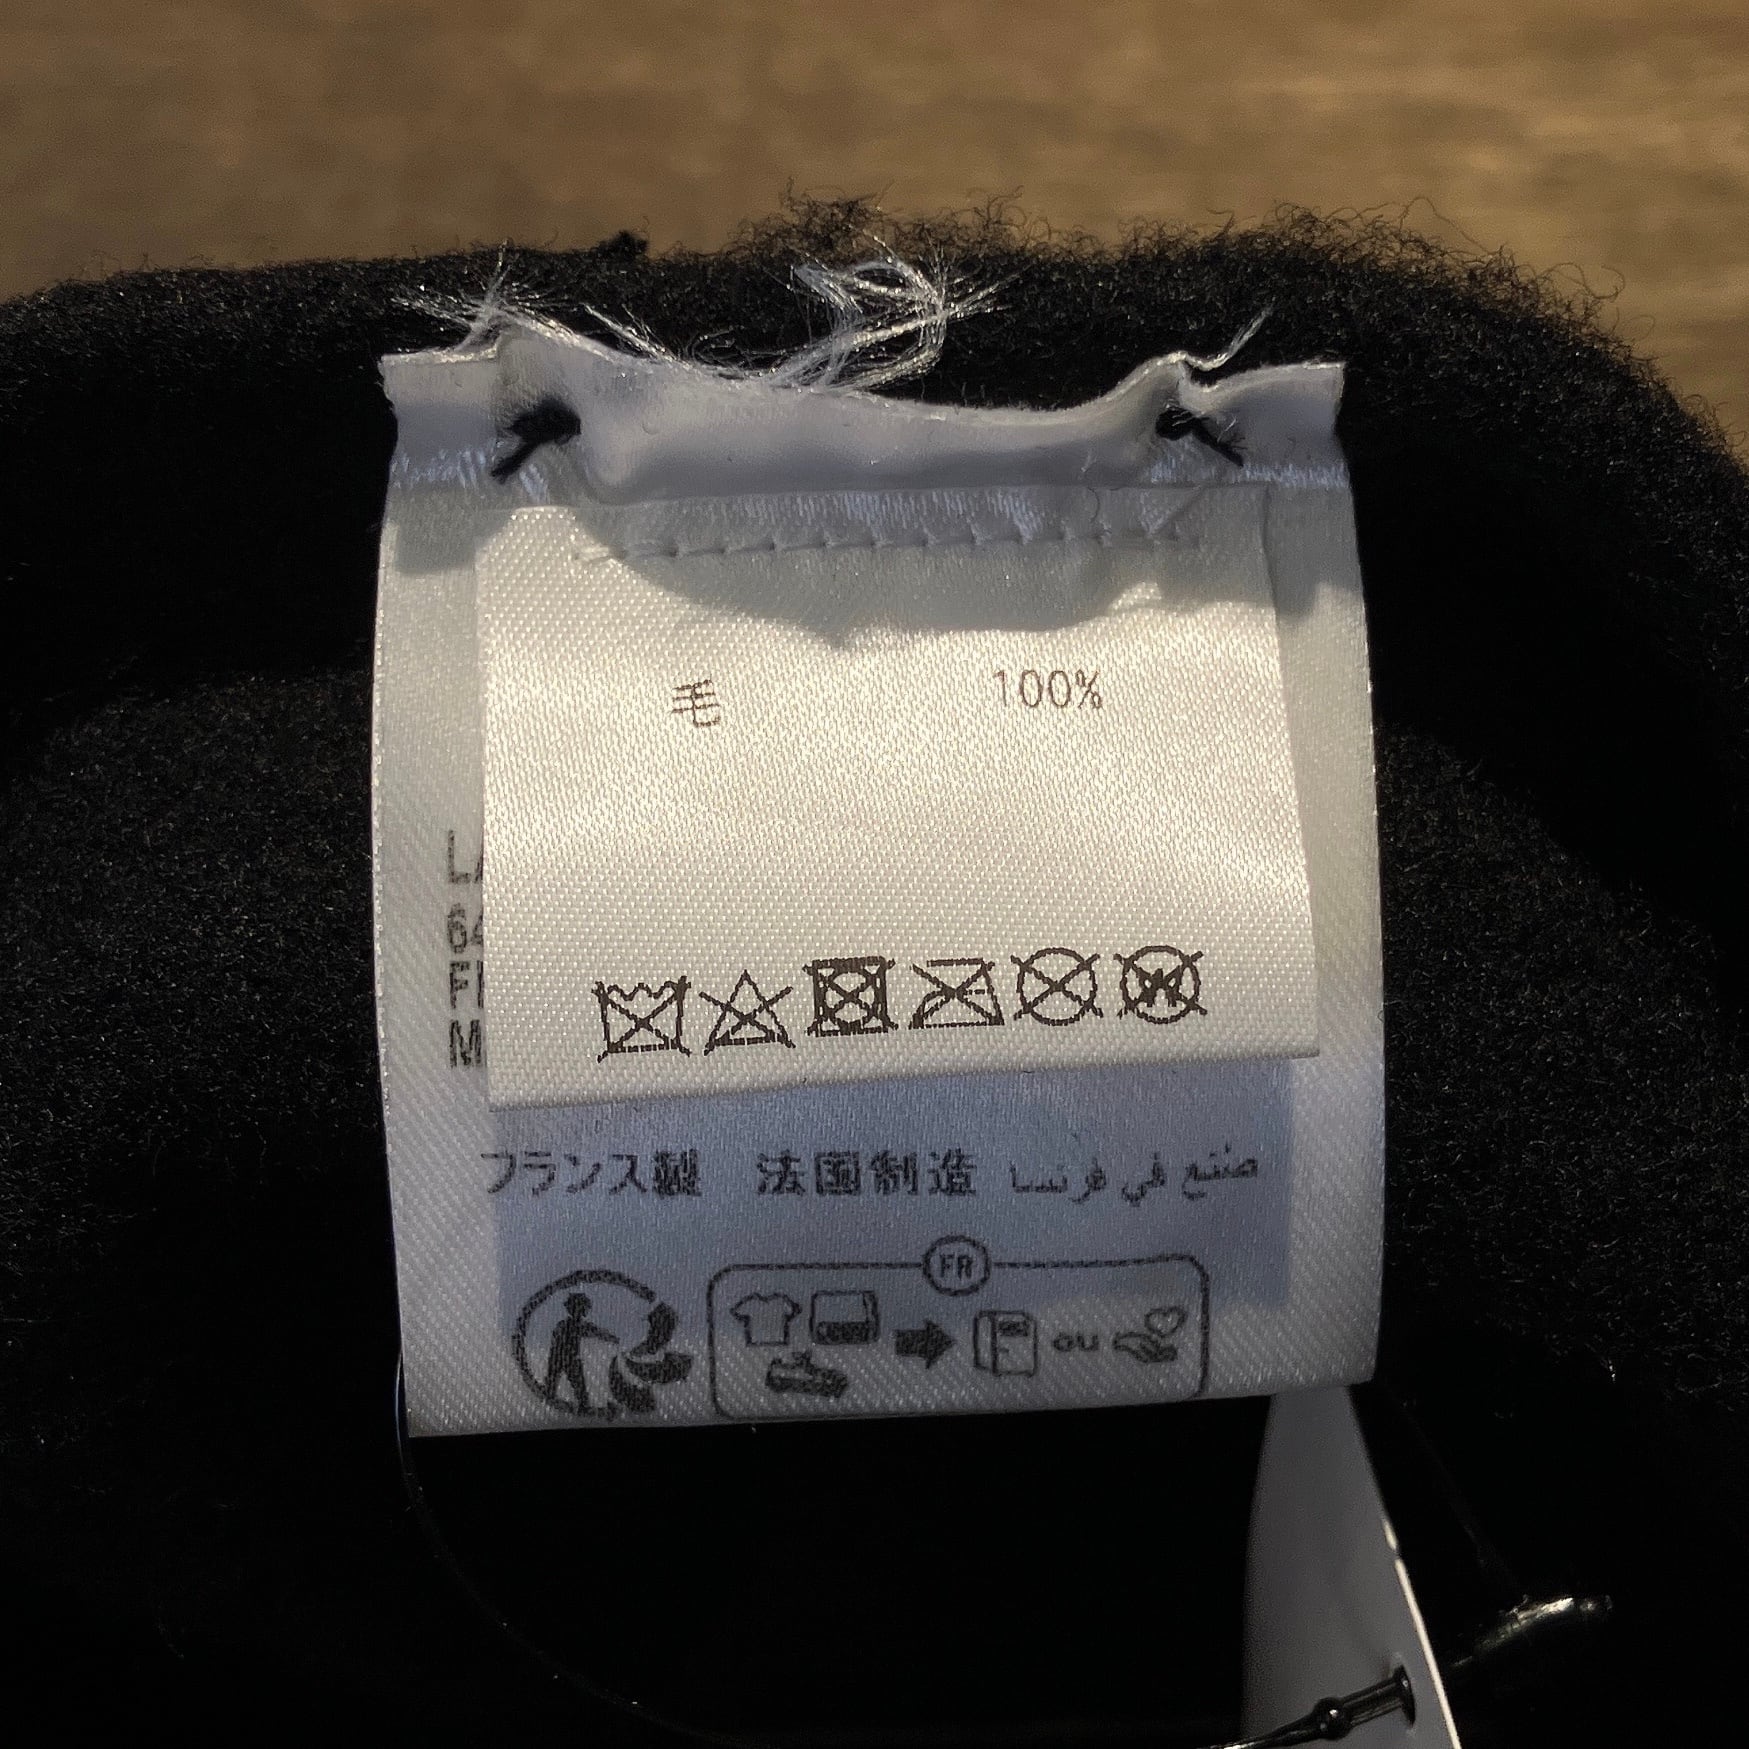 毛 100%
フランス製 法国制造 صنع في فرنسا
FR
ou